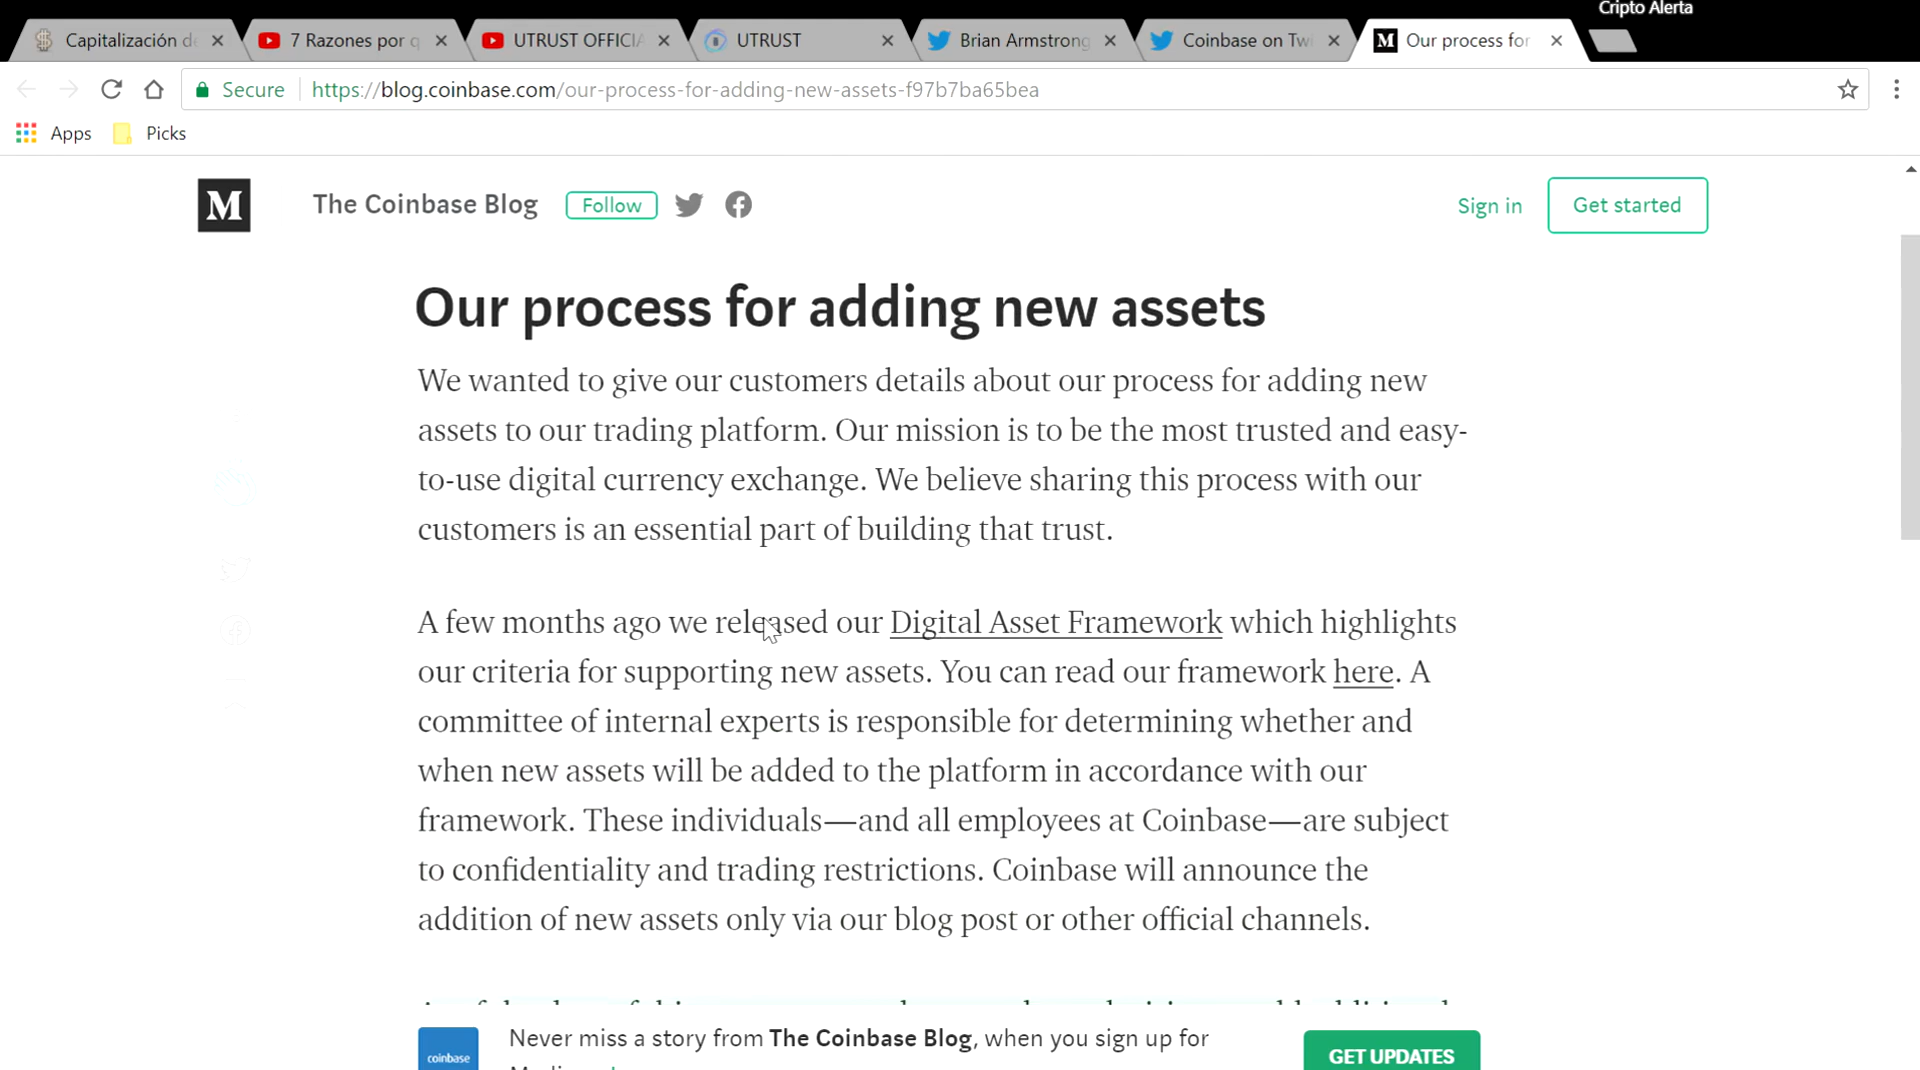 Cripto Alerta
Capitalización de
7 Razones por q
UTRUST OFFICIA
UTRUST
Brian Armstrong
Coinbase on Twi
Our process for
Secure
https://blog.coinbase.com/our-process-for-adding-new-assets-f97b7ba65bea
Apps
Picks
M
The Coinbase Blog
Follow
Sign in
Get started
Our process for adding new assets
We wanted to give our customers details about our process for adding new
assets to our trading platform. Our mission is to be the most trusted and easy-
to-use digital currency exchange. We believe sharing this process with our
customers is an essential part of building that trust.
A few months ago we released our Digital Asset Framework which highlights
our criteria for supporting new assets. You can read our framework here. A
committee of internal experts is responsible for determining whether and
when new assets will be added to the platform in accordance with our
framework. These individuals—and all employees at Coinbase—are subject
to confidentiality and trading restrictions. Coinbase will announce the
addition of new assets only via our blog post or other official channels.
coinbase
Never miss a story from The Coinbase Blog, when you sign up for
GET UPDATES